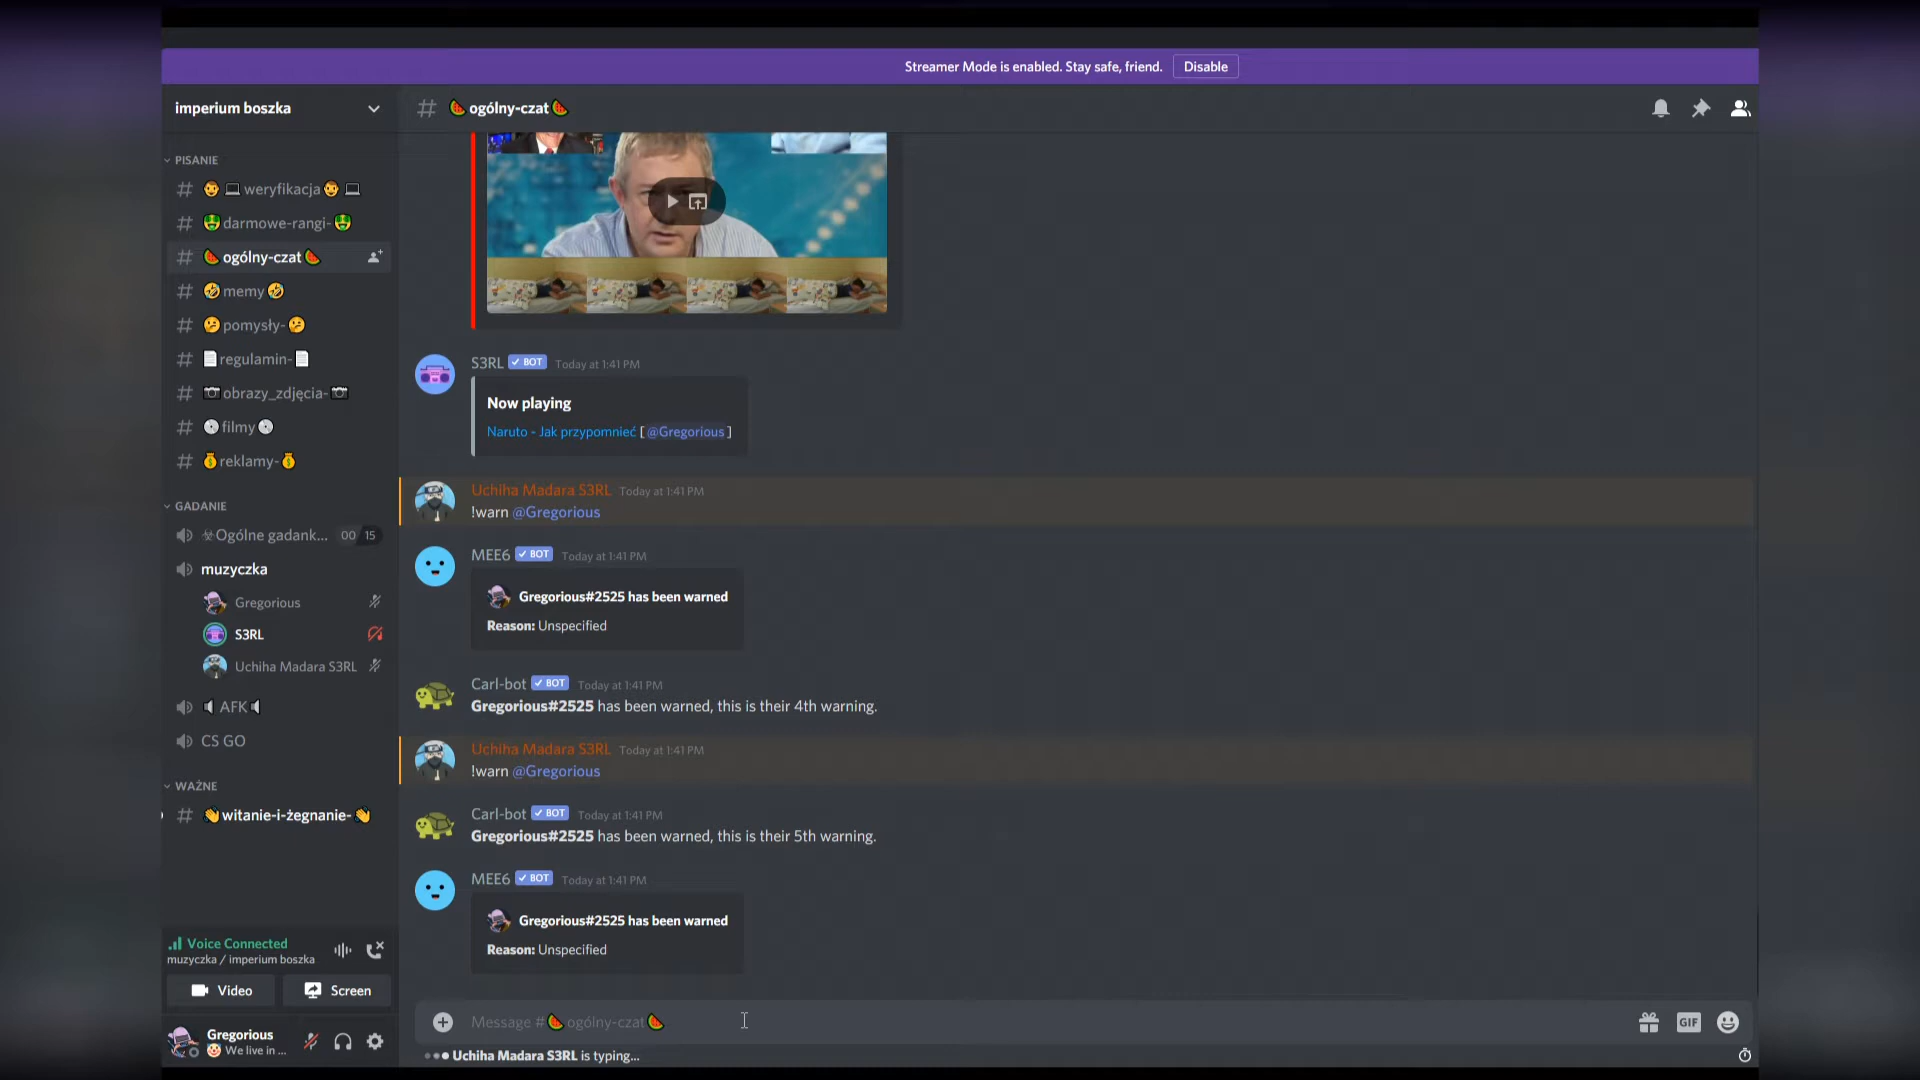 Streamer Mode is enabled. Stay safe, friend. Disable
imperium boszka
# 🍉ogólny-czat🍉
PISANIE
# 👨💻weryfikacja👨💻
# 🤑darmowe-rangi-🤑
# 🍉ogólny-czat🍉
# 🤣memy🤣
# 🤔pomysły-🤔
# 📄regulamin-📄
# 📷obrazy_zdjęcia-📷
# 💿filmy💿
# 💰reklamy-💰
GADANIE
☣Ogólne gadank... 00 15
muzyczka
Gregorious
S3RL
Uchiha Madara S3RL
🔈AFK🔈
CS GO
WAŻNE
# 👋witanie-i-żegnanie-👋
Voice Connected
muzyczka / imperium boszka
Video Screen
Gregorious
🤡 We live in ...
S3RL ✓ BOT Today at 1:41 PM
Now playing
Naruto - Jak przypomnieć [ @Gregorious ]
Uchiha Madara S3RL Today at 1:41 PM
!warn @Gregorious
MEE6 ✓ BOT Today at 1:41 PM
Gregorious#2525 has been warned
Reason: Unspecified
Carl-bot ✓ BOT Today at 1:41 PM
Gregorious#2525 has been warned, this is their 4th warning.
Uchiha Madara S3RL Today at 1:41 PM
!warn @Gregorious
Carl-bot ✓ BOT Today at 1:41 PM
Gregorious#2525 has been warned, this is their 5th warning.
MEE6 ✓ BOT Today at 1:41 PM
Gregorious#2525 has been warned
Reason: Unspecified
Message #🍉ogólny-czat🍉
GIF
Uchiha Madara S3RL is typing...